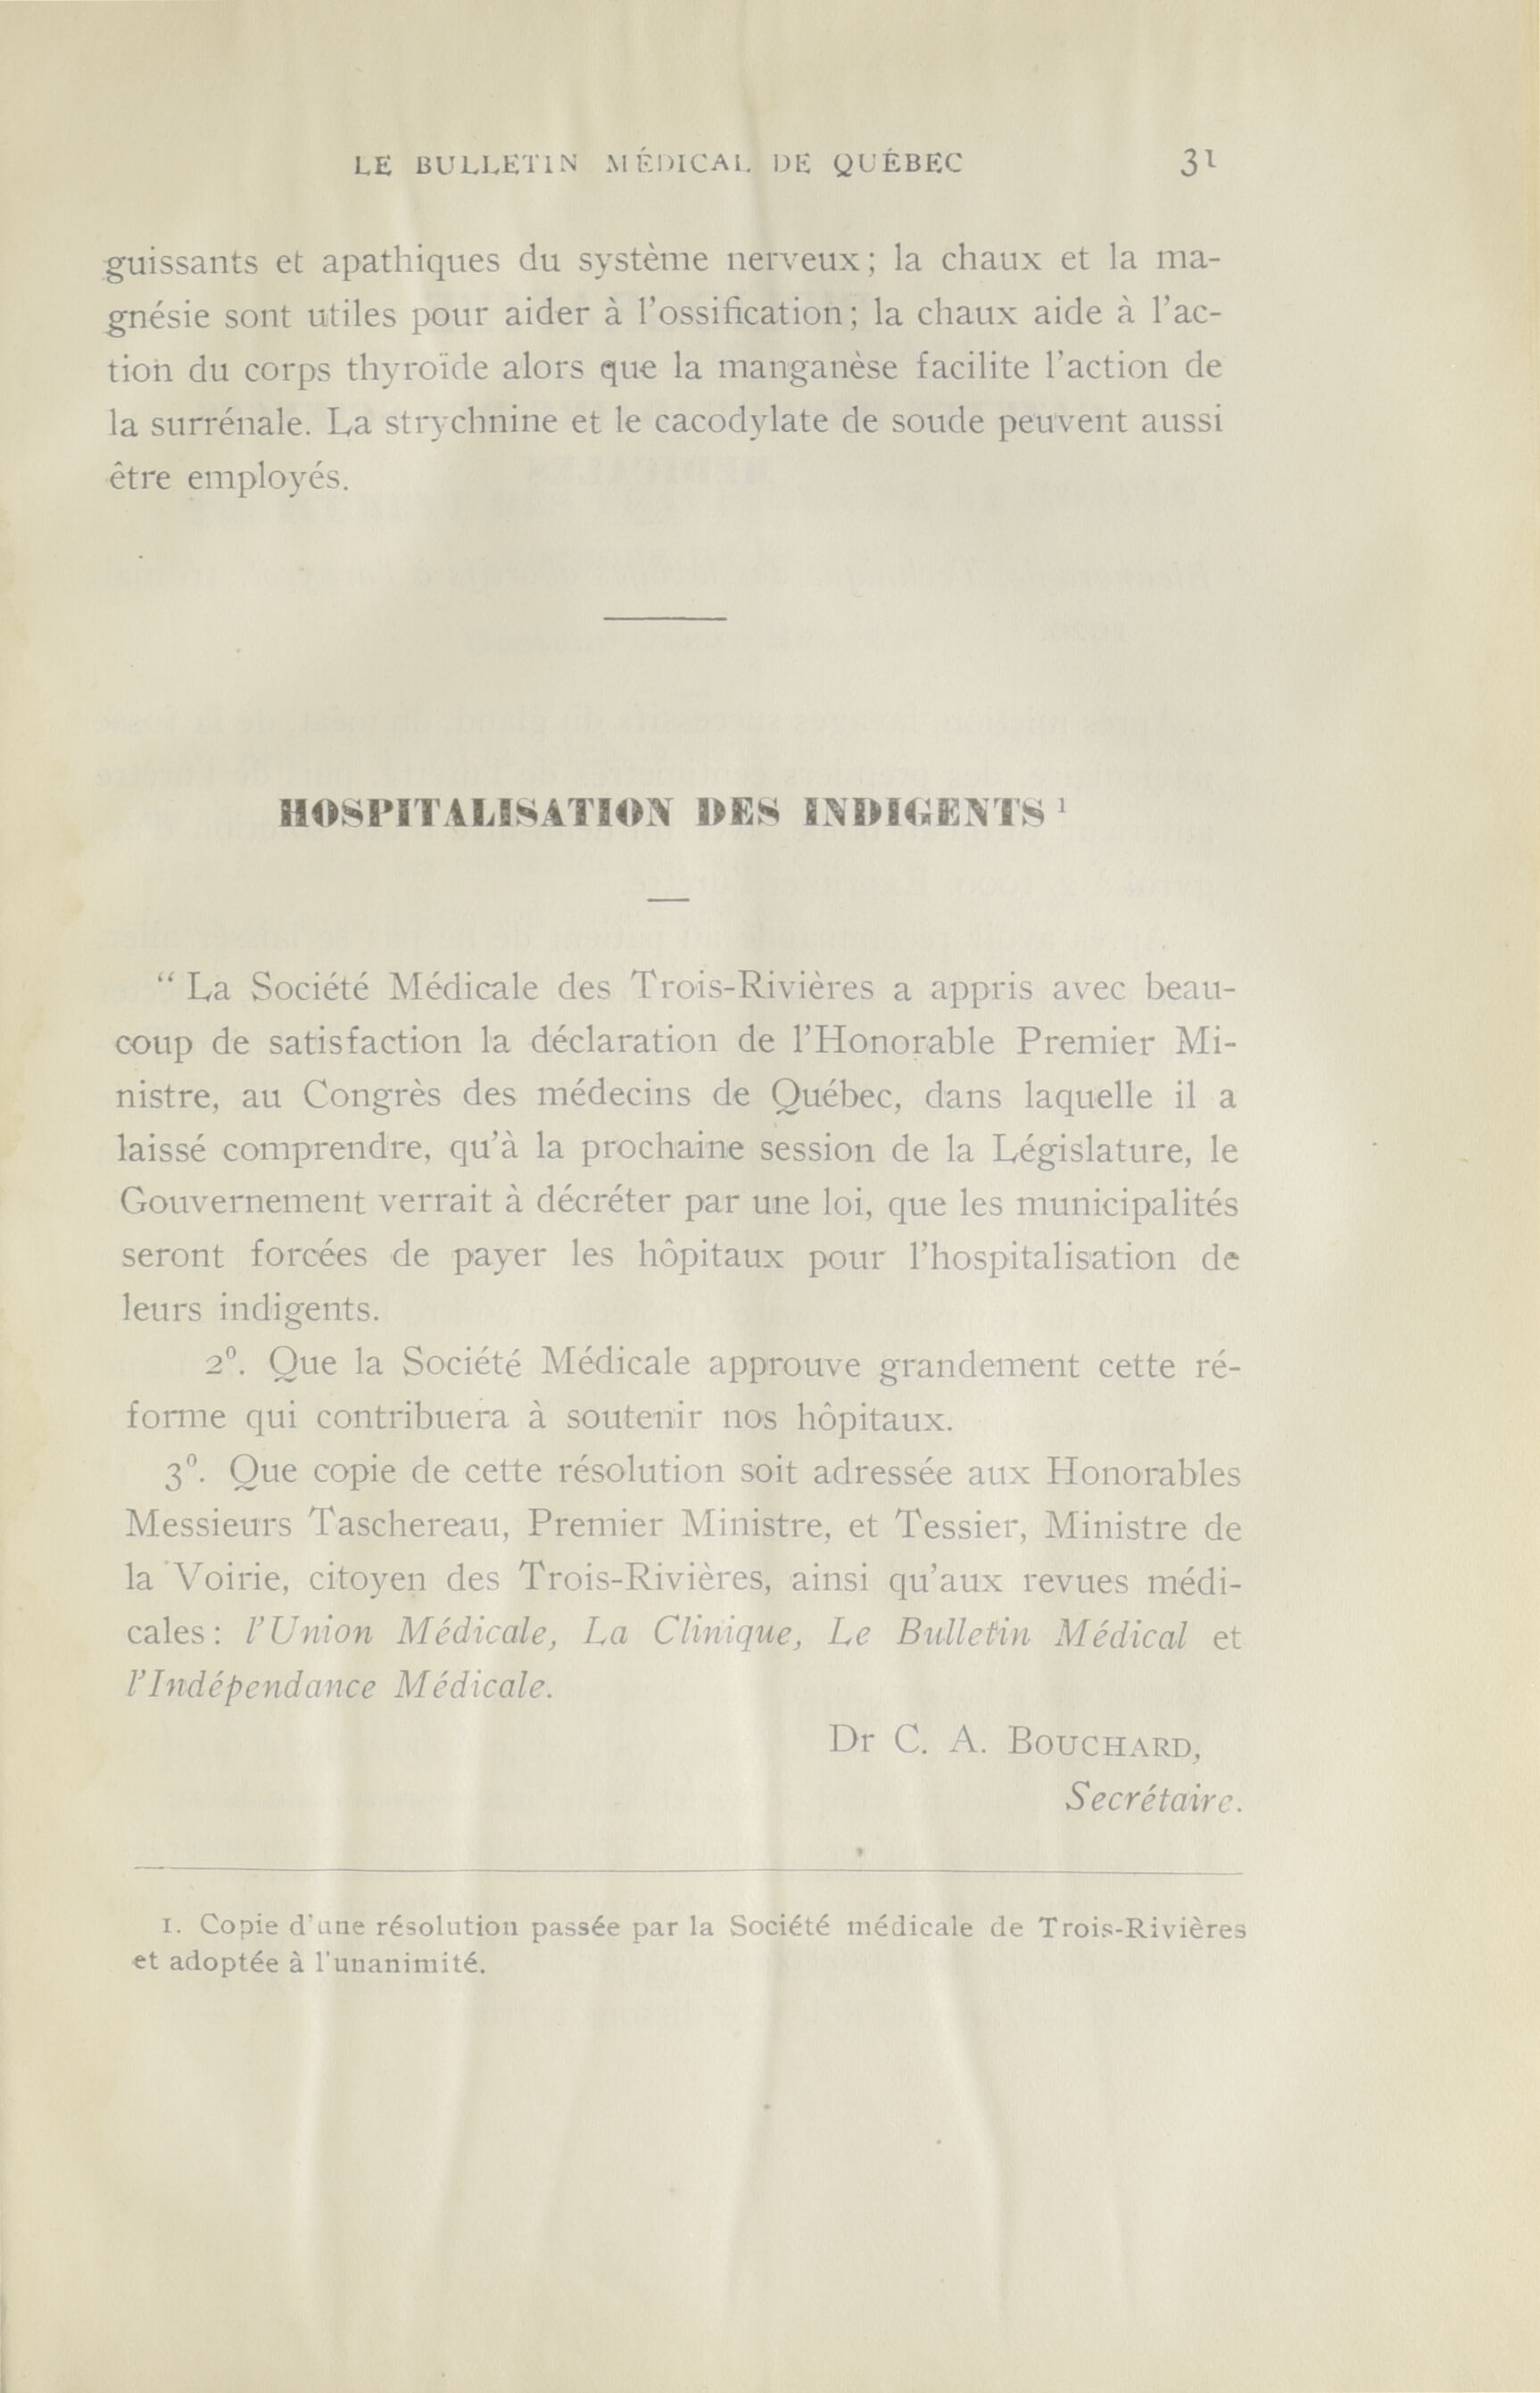 LE BULLETIN MÉDICAL DE QUÉBEC 31
guissants et apathiques du système nerveux; la chaux et la ma-
gnésie sont utiles pour aider à l'ossification; la chaux aide à l'ac-
tion du corps thyroïde alors que la manganèse facilite l'action de
la surrénale. La strychnine et le cacodylate de soude peuvent aussi
être employés.
HOSPITALISATION DES INDIGENTS 1
“ La Société Médicale des Trois-Rivières a appris avec beau-
coup de satisfaction la déclaration de l'Honorable Premier Mi-
nistre, au Congrès des médecins de Québec, dans laquelle il a
laissé comprendre, qu'à la prochaine session de la Législature, le
Gouvernement verrait à décréter par une loi, que les municipalités
seront forcées de payer les hôpitaux pour l'hospitalisation de
leurs indigents.
2º. Que la Société Médicale approuve grandement cette ré-
forme qui contribuera à soutenir nos hôpitaux.
3º. Que copie de cette résolution soit adressée aux Honorables
Messieurs Taschereau, Premier Ministre, et Tessier, Ministre de
la Voirie, citoyen des Trois-Rivières, ainsi qu'aux revues médi-
cales: l'Union Médicale, La Clinique, Le Bulletin Médical et
l'Indépendance Médicale.
Dr C. A. BOUCHARD,
Secrétaire.
1. Copie d'une résolution passée par la Société médicale de Trois-Rivières
et adoptée à l'unanimité.